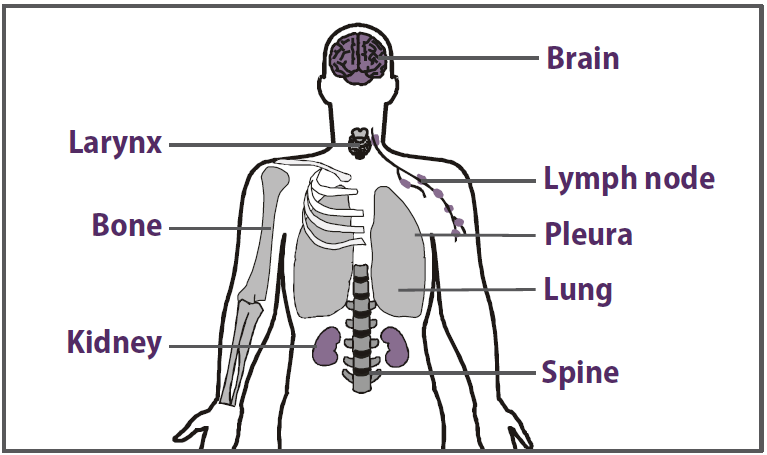 Brain
Larynx
Lymph node
Bone
Pleura
Lung
Kidney
Spine